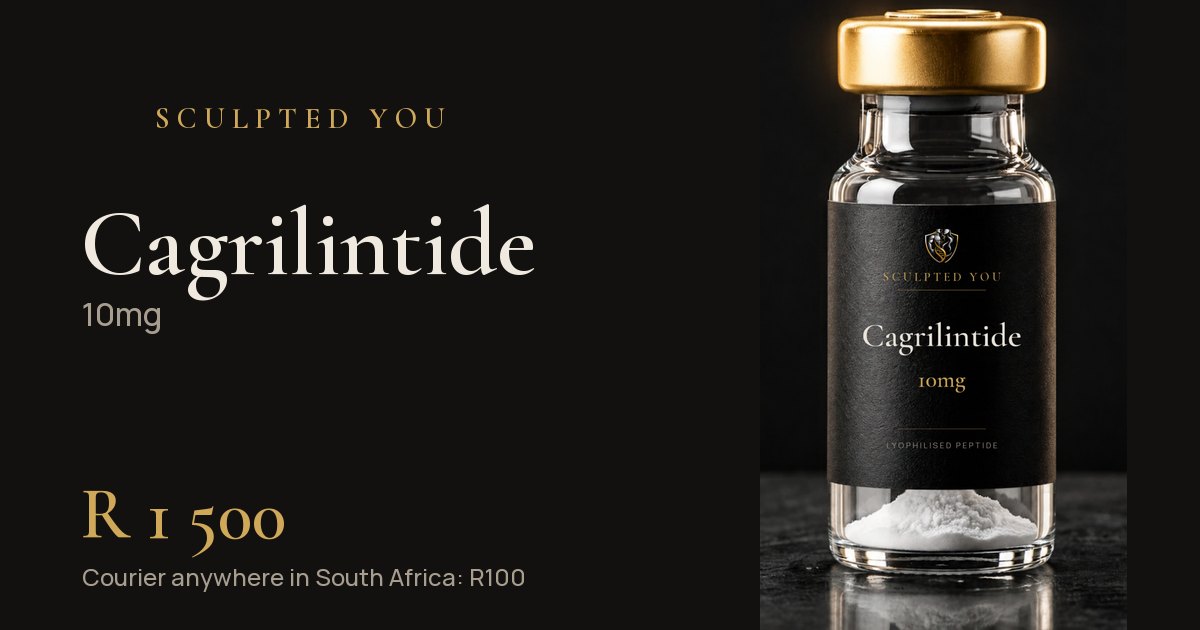 SCULPTED YOU
Cagrilintide
10mg
R 1 500
Courier anywhere in South Africa: R100
SCULPTED YOU
Cagrilintide
10mg
LYOPHILISED PEPTIDE